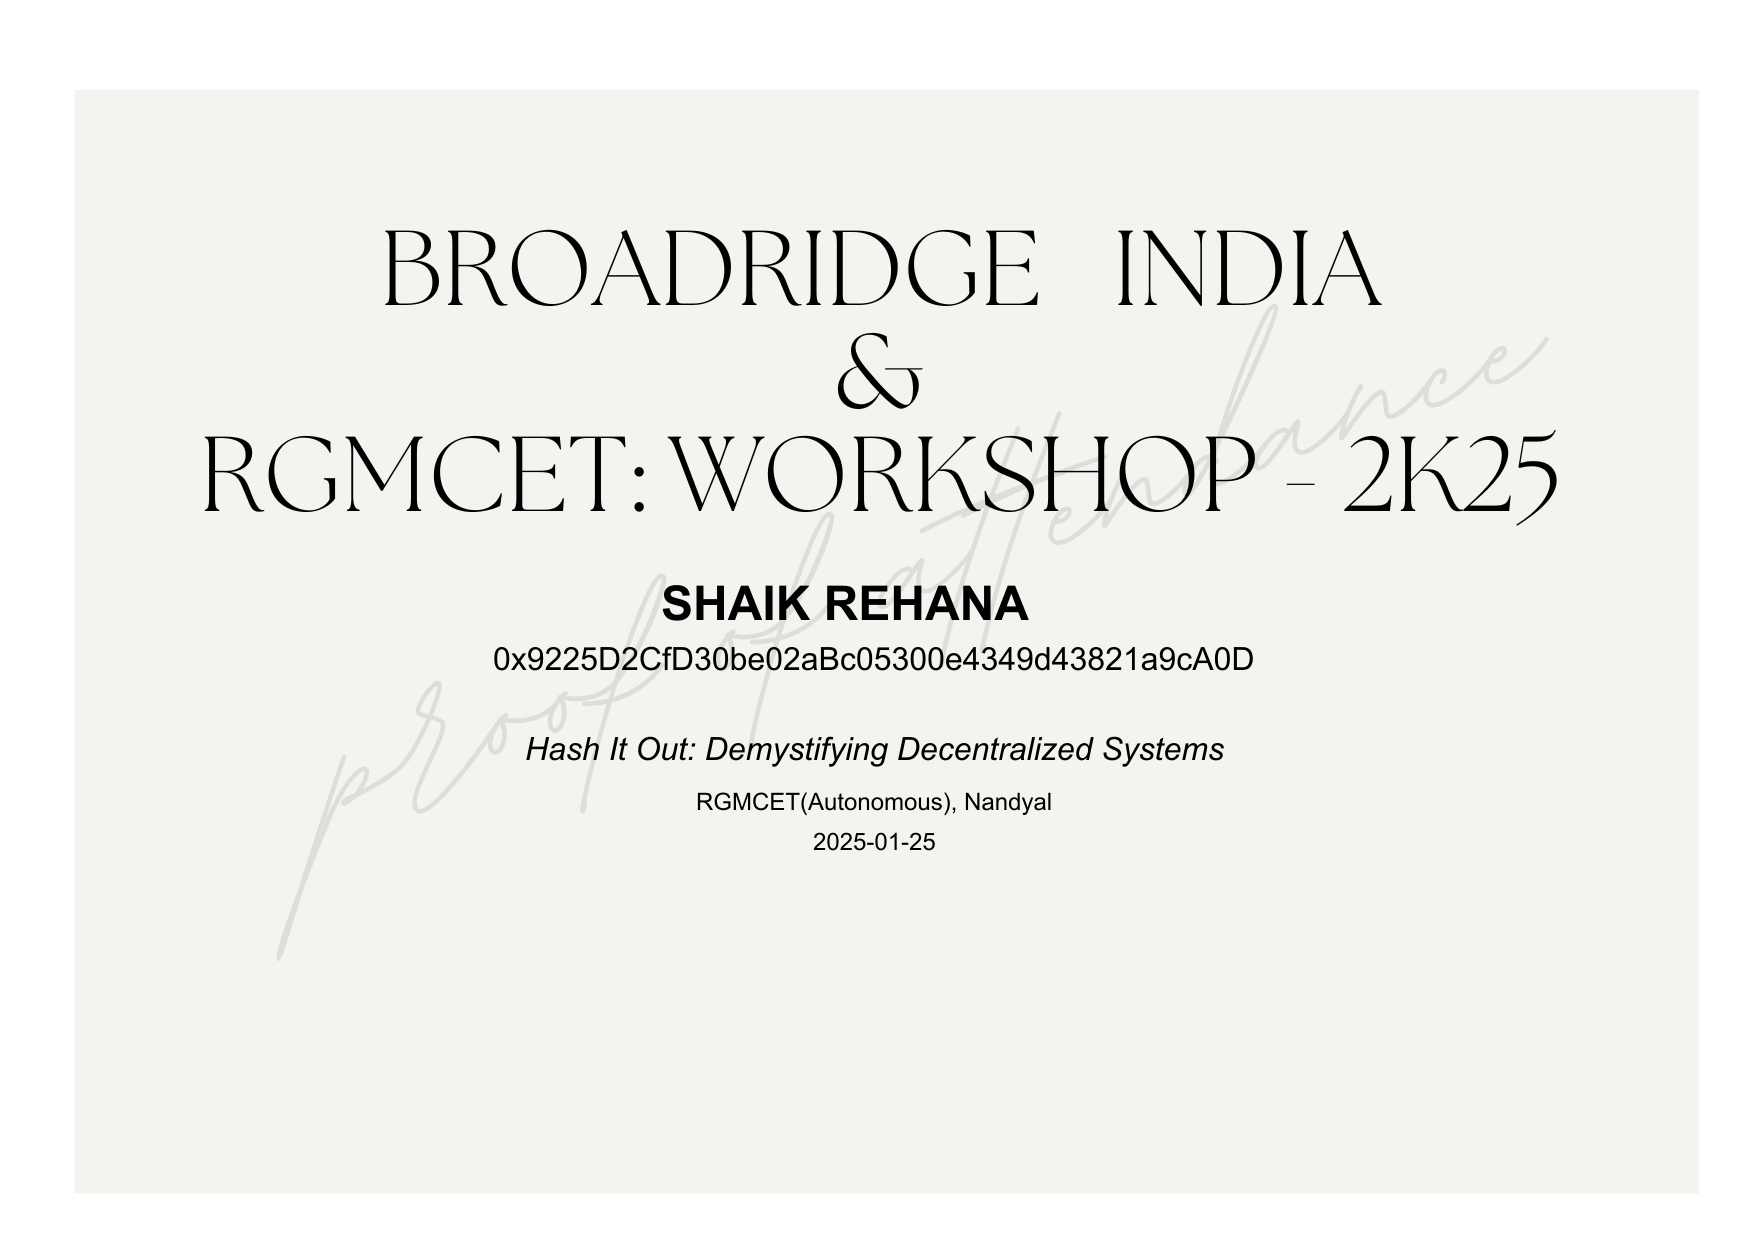 BROADRIDGE INDIA
&
RGMCET: WORKSHOP - 2K25
proof of attendance
SHAIK REHANA
0x9225D2CfD30be02aBc05300e4349d43821a9cA0D
Hash It Out: Demystifying Decentralized Systems
RGMCET(Autonomous), Nandyal
2025-01-25